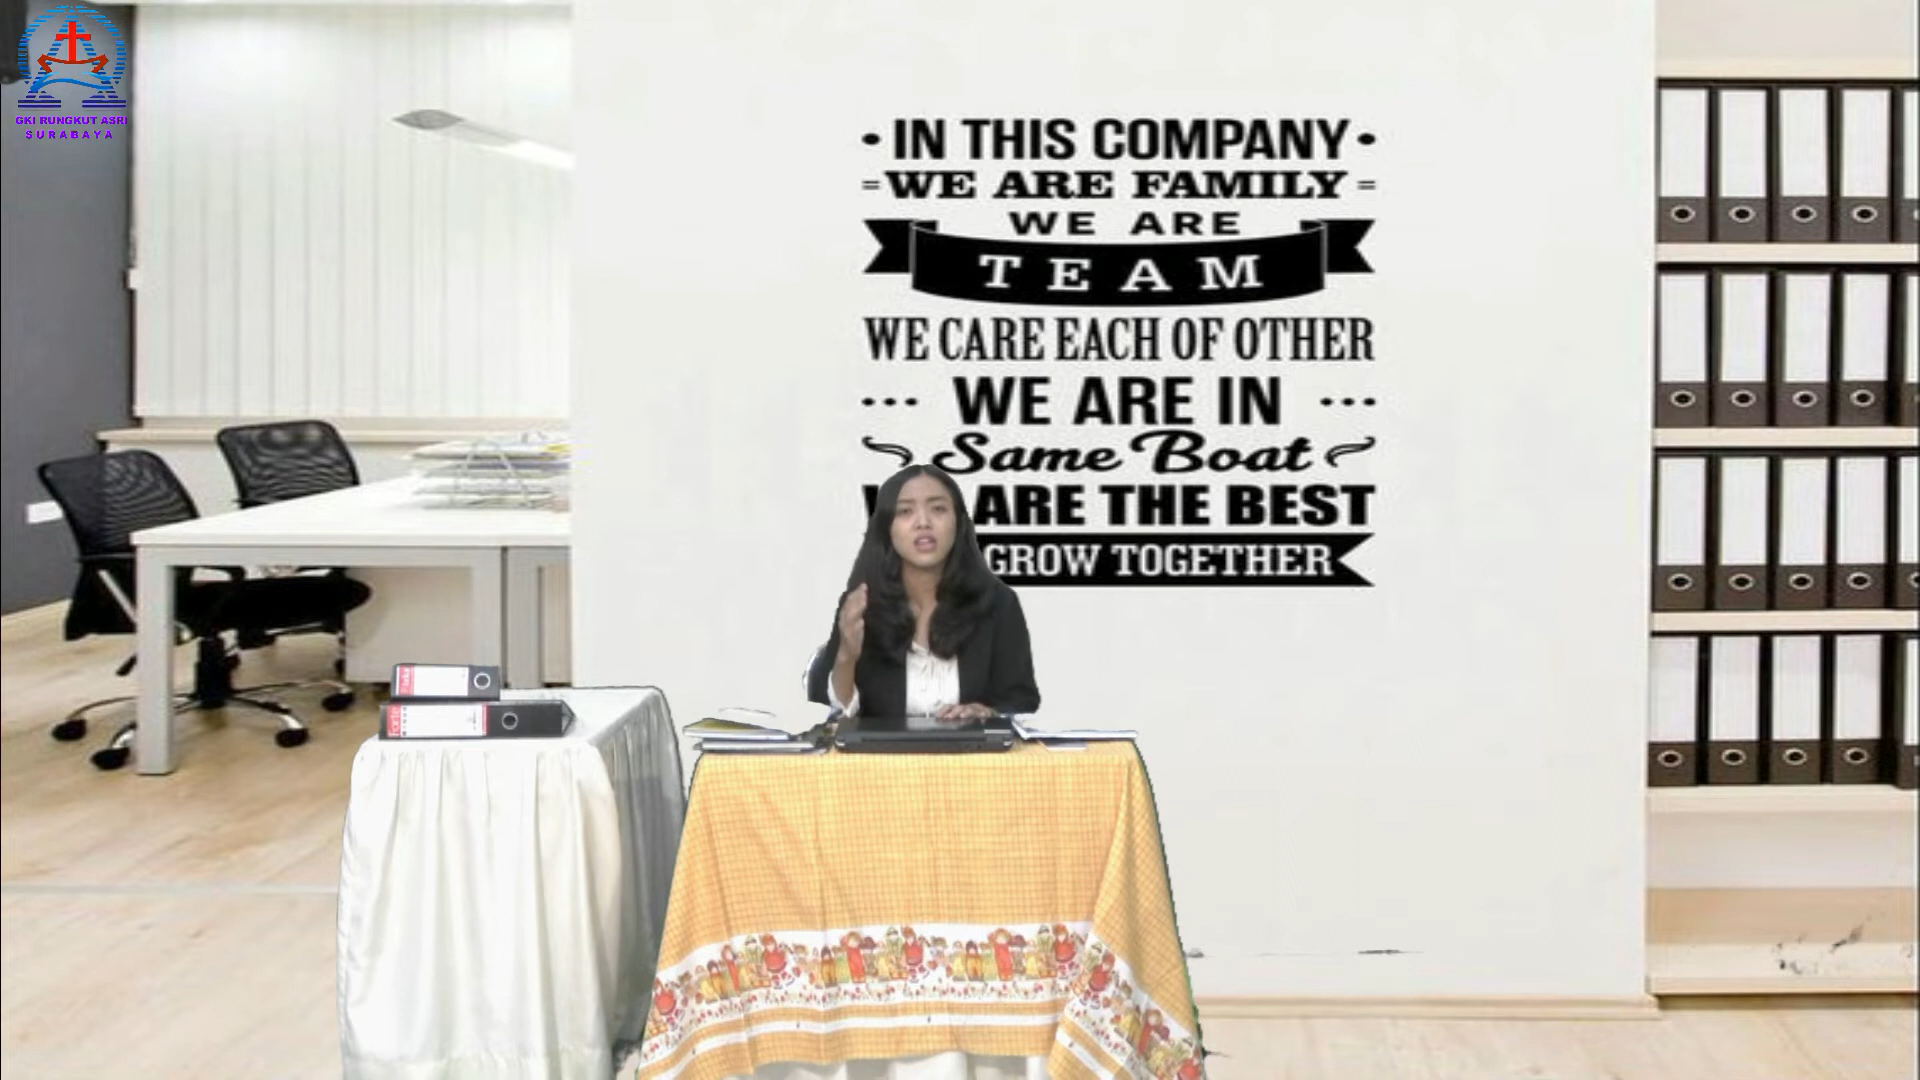 GKI RUNGKUT ASRI
SURABAYA
• IN THIS COMPANY •
=WE ARE FAMILY=
WE ARE
TEAM
WE CARE EACH OF OTHER
... WE ARE IN ...
Same Boat
ARE THE BEST
GROW TOGETHER